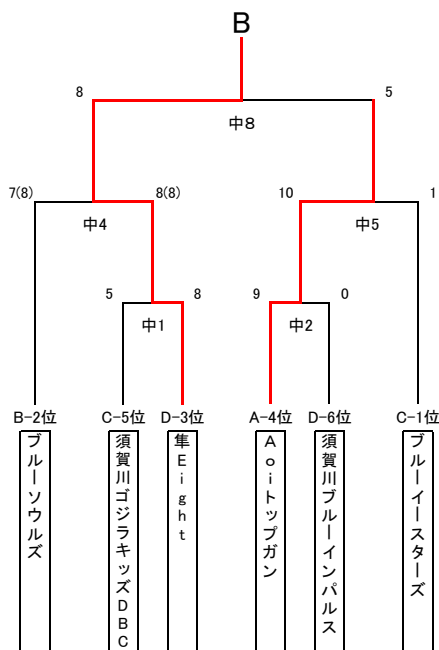 B
8
5
中8
7(8)
8(8)
10
1
中4
中5
5
8
9
0
中1
中2
B-2位
C-5位
D-3位
A-4位
D-6位
C-1位
ブルーソウルズ
須賀川ゴジラキッズDBC
隼Eight
Aoiトップガン
須賀川ブルーインパルス
ブルーイースターズ